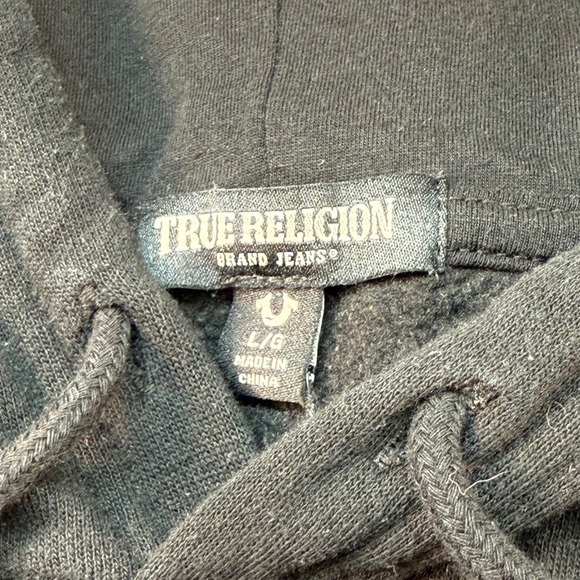 TRUE RELIGION
BRAND JEANS®
L/G
MADE IN
CHINA